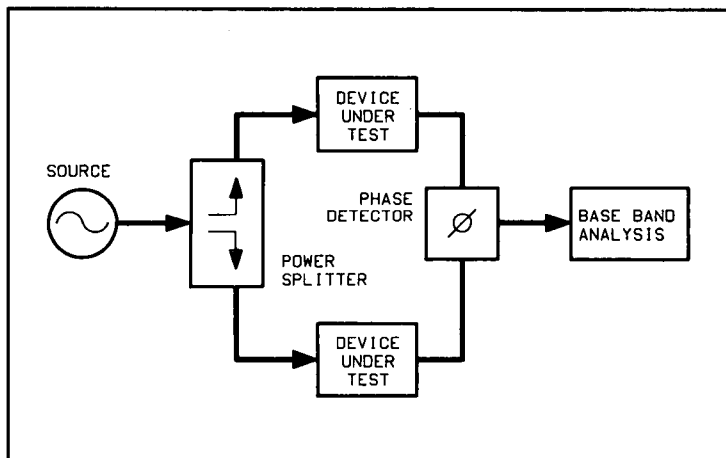 DEVICE
UNDER
TEST
SOURCE
PHASE
DETECTOR
BASE BAND
ANALYSIS
POWER
SPLITTER
DEVICE
UNDER
TEST